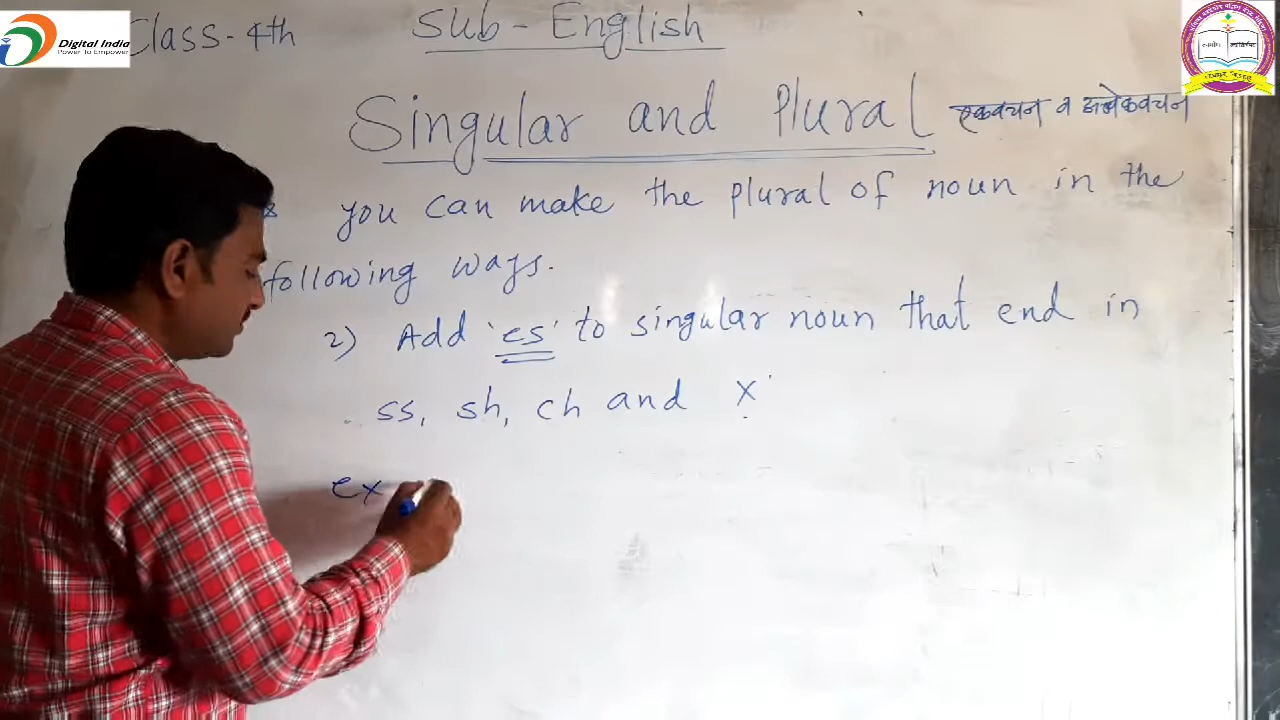 Digital India
Power To Empower
Class - 4th
Sub - English
Singular and Plural एकवचन व अनेकवचन
* you can make the plural of noun in the
following ways.
2) Add 'es' to singular noun that end in
ss, sh, ch and x
ex